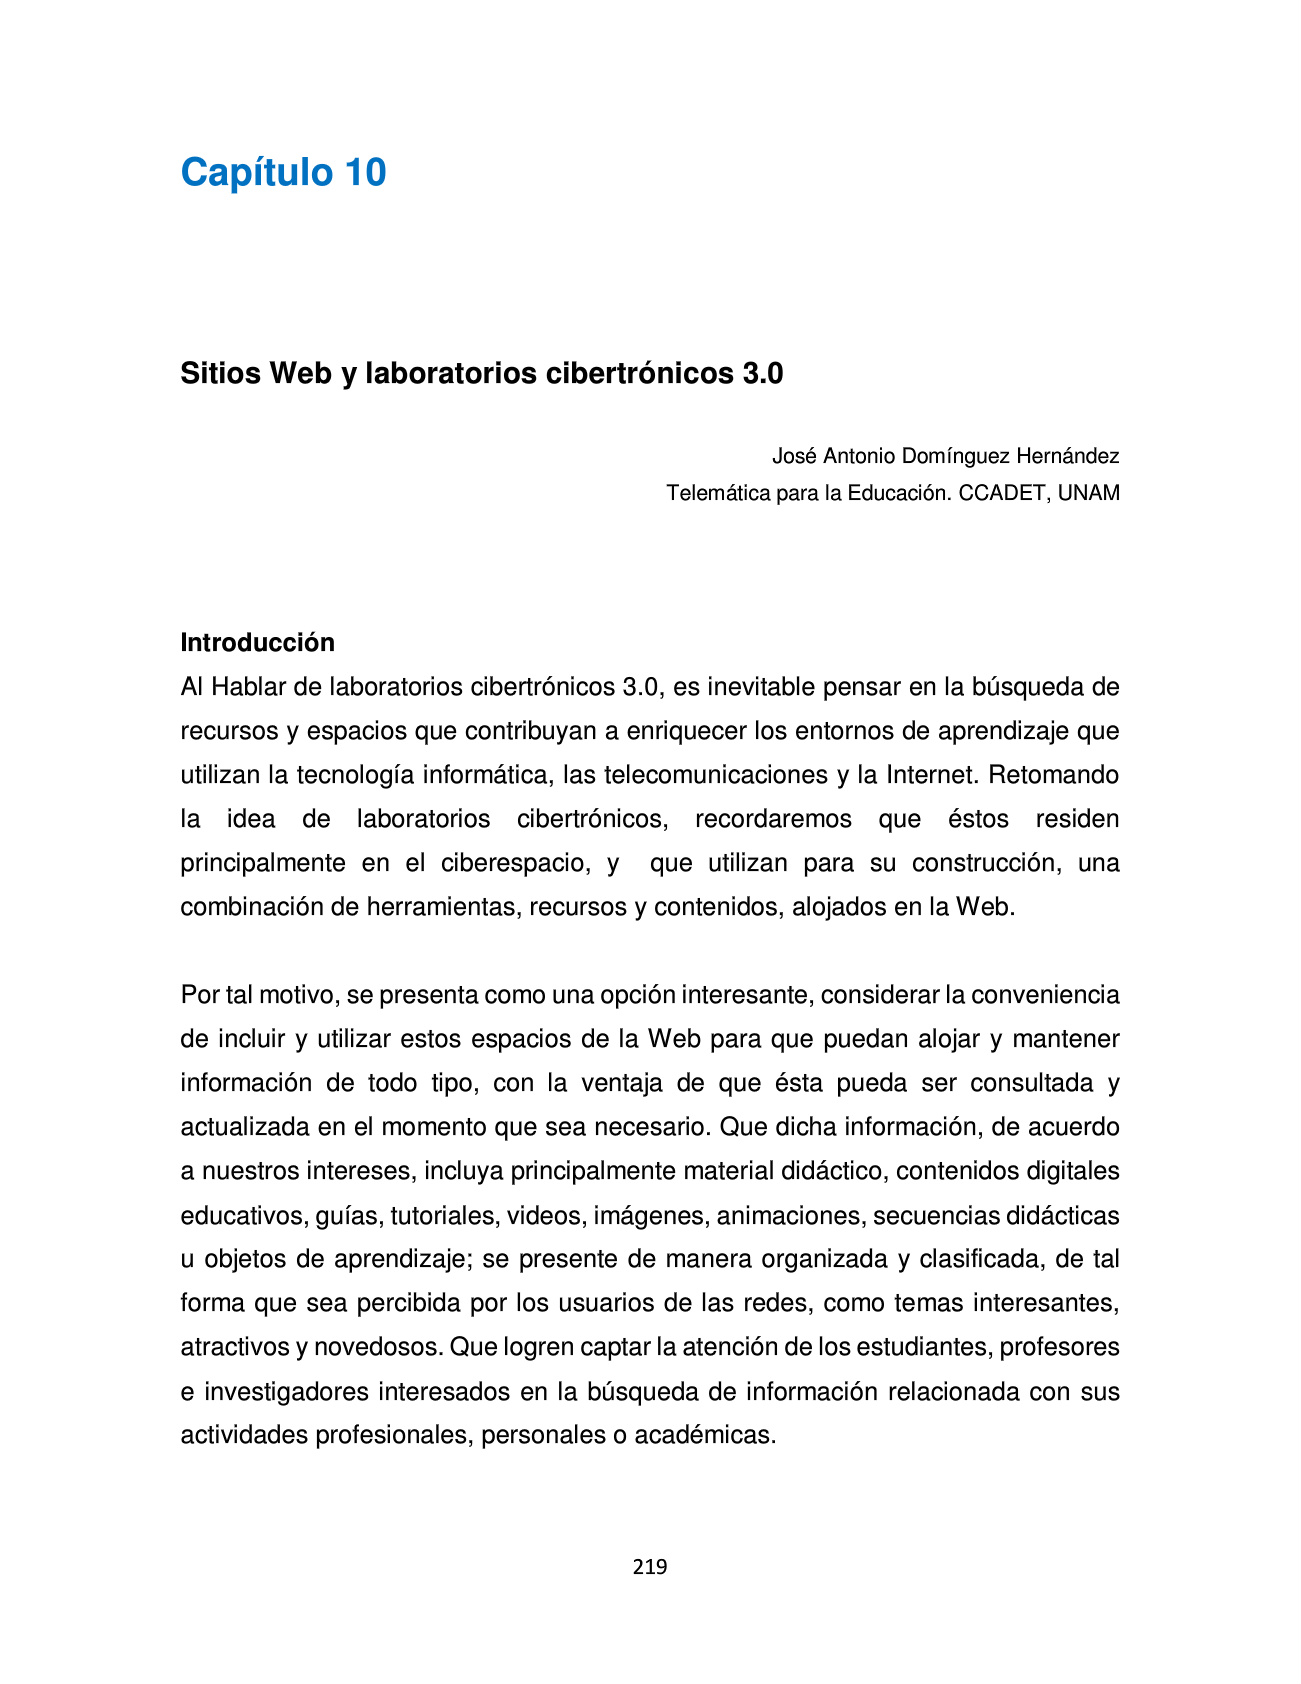 Capítulo 10
Sitios Web y laboratorios cibertrónicos 3.0
José Antonio Domínguez Hernández
Telemática para la Educación. CCADET, UNAM
Introducción
Al Hablar de laboratorios cibertrónicos 3.0, es inevitable pensar en la búsqueda de
recursos y espacios que contribuyan a enriquecer los entornos de aprendizaje que
utilizan la tecnología informática, las telecomunicaciones y la Internet. Retomando
la idea de laboratorios cibertrónicos, recordaremos que éstos residen
principalmente en el ciberespacio, y que utilizan para su construcción, una
combinación de herramientas, recursos y contenidos, alojados en la Web.
Por tal motivo, se presenta como una opción interesante, considerar la conveniencia
de incluir y utilizar estos espacios de la Web para que puedan alojar y mantener
información de todo tipo, con la ventaja de que ésta pueda ser consultada y
actualizada en el momento que sea necesario. Que dicha información, de acuerdo
a nuestros intereses, incluya principalmente material didáctico, contenidos digitales
educativos, guías, tutoriales, videos, imágenes, animaciones, secuencias didácticas
u objetos de aprendizaje; se presente de manera organizada y clasificada, de tal
forma que sea percibida por los usuarios de las redes, como temas interesantes,
atractivos y novedosos. Que logren captar la atención de los estudiantes, profesores
e investigadores interesados en la búsqueda de información relacionada con sus
actividades profesionales, personales o académicas.
219